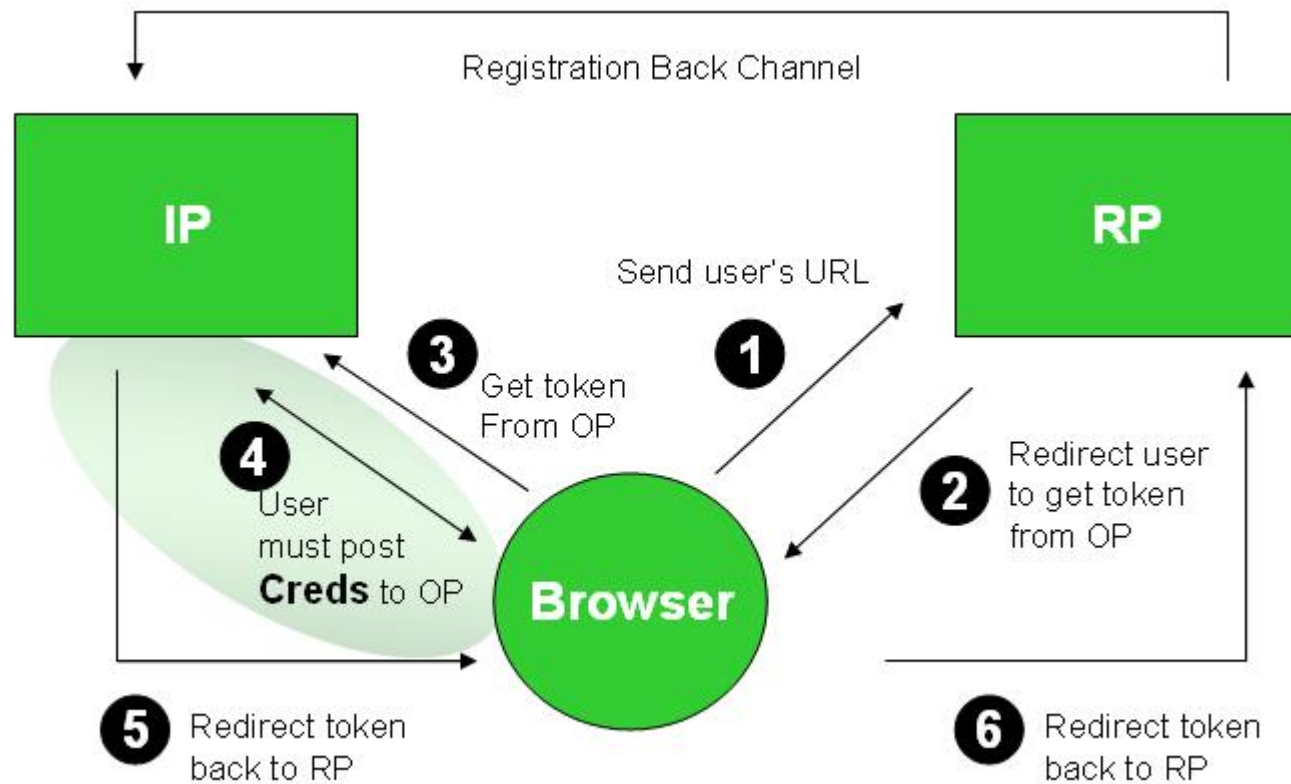 Registration Back Channel
IP
RP
Send user's URL
1
3
Get token
From OP
2
Redirect user
to get token
from OP
4
User
must post
Creds to OP
Browser
5
Redirect token
back to RP
6
Redirect token
back to RP